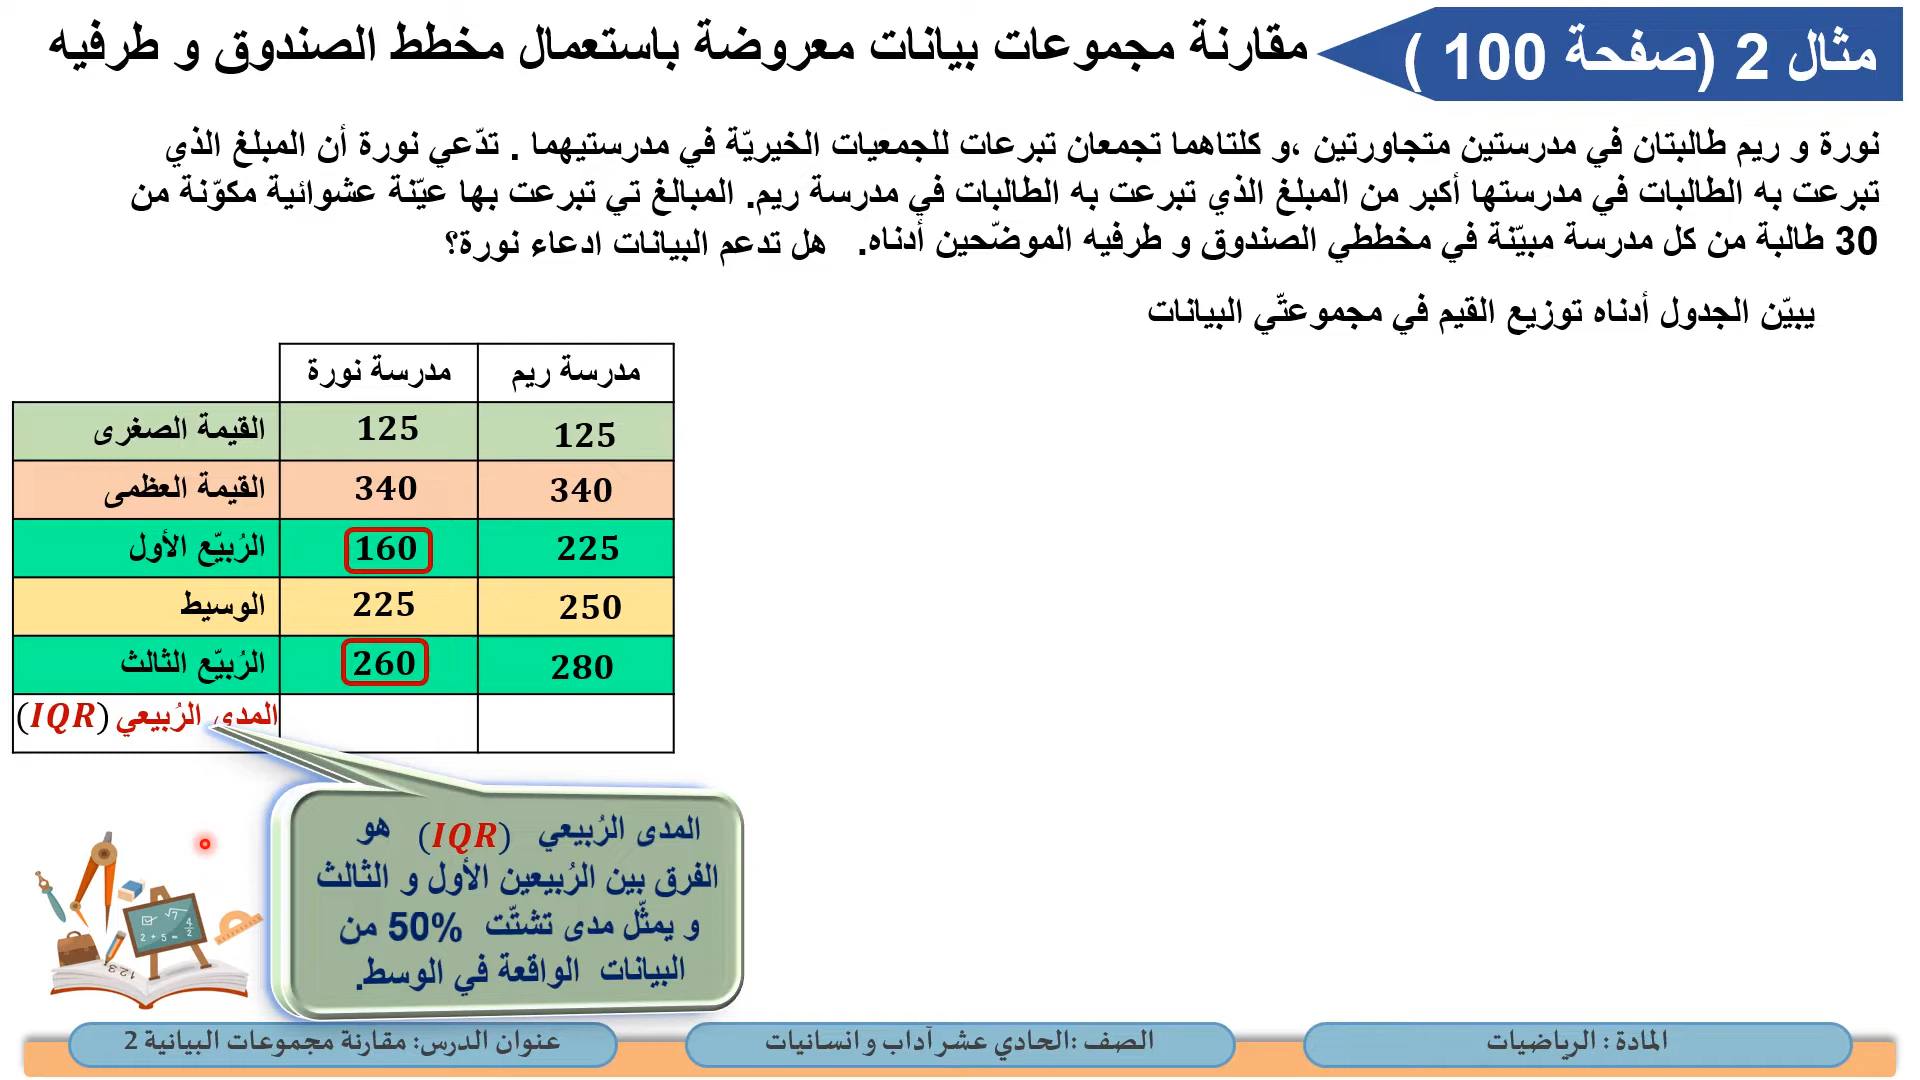 مثال 2 (صفحة 100 )
مقارنة مجموعات بيانات معروضة باستعمال مخطط الصندوق و طرفيه
نورة و ريم طالبتان في مدرستين متجاورتين ،و كلتاهما تجمعان تبرعات للجمعيات الخيريّة في مدرستيهما . تدّعي نورة أن المبلغ الذي
تبرعت به الطالبات في مدرستها أكبر من المبلغ الذي تبرعت به الطالبات في مدرسة ريم. المبالغ تي تبرعت بها عيّنة عشوائية مكوّنة من
30 طالبة من كل مدرسة مبيّنة في مخططي الصندوق و طرفيه الموضّحين أدناه. هل تدعم البيانات ادعاء نورة؟
يبيّن الجدول أدناه توزيع القيم في مجموعتّي البيانات
مدرسة نورة مدرسة ريم
القيمة الصغرى 125 125
القيمة العظمى 340 340
الرُبيّع الأول 160 225
الوسيط 225 250
الرُبيّع الثالث 260 280
المدى الرُبيعي (IQR)
المدى الرُبيعي (IQR) هو
الفرق بين الرُبيعين الأول و الثالث
و يمثّل مدى تشتّت 50% من
البيانات الواقعة في الوسط.
المادة : الرياضيات
الصف :الحادي عشر آداب و انسانيات
عنوان الدرس: مقارنة مجموعات البيانية 2